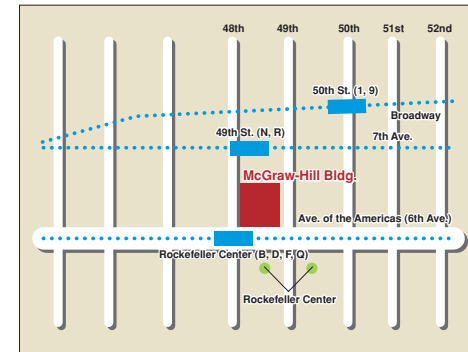 48th 49th 50th 51st 52nd
50th St. (1, 9)
Broadway
49th St. (N, R)
7th Ave.
McGraw-Hill Bldg.
Ave. of the Americas (6th Ave.)
Rockefeller Center (B, D, F, Q)
Rockefeller Center